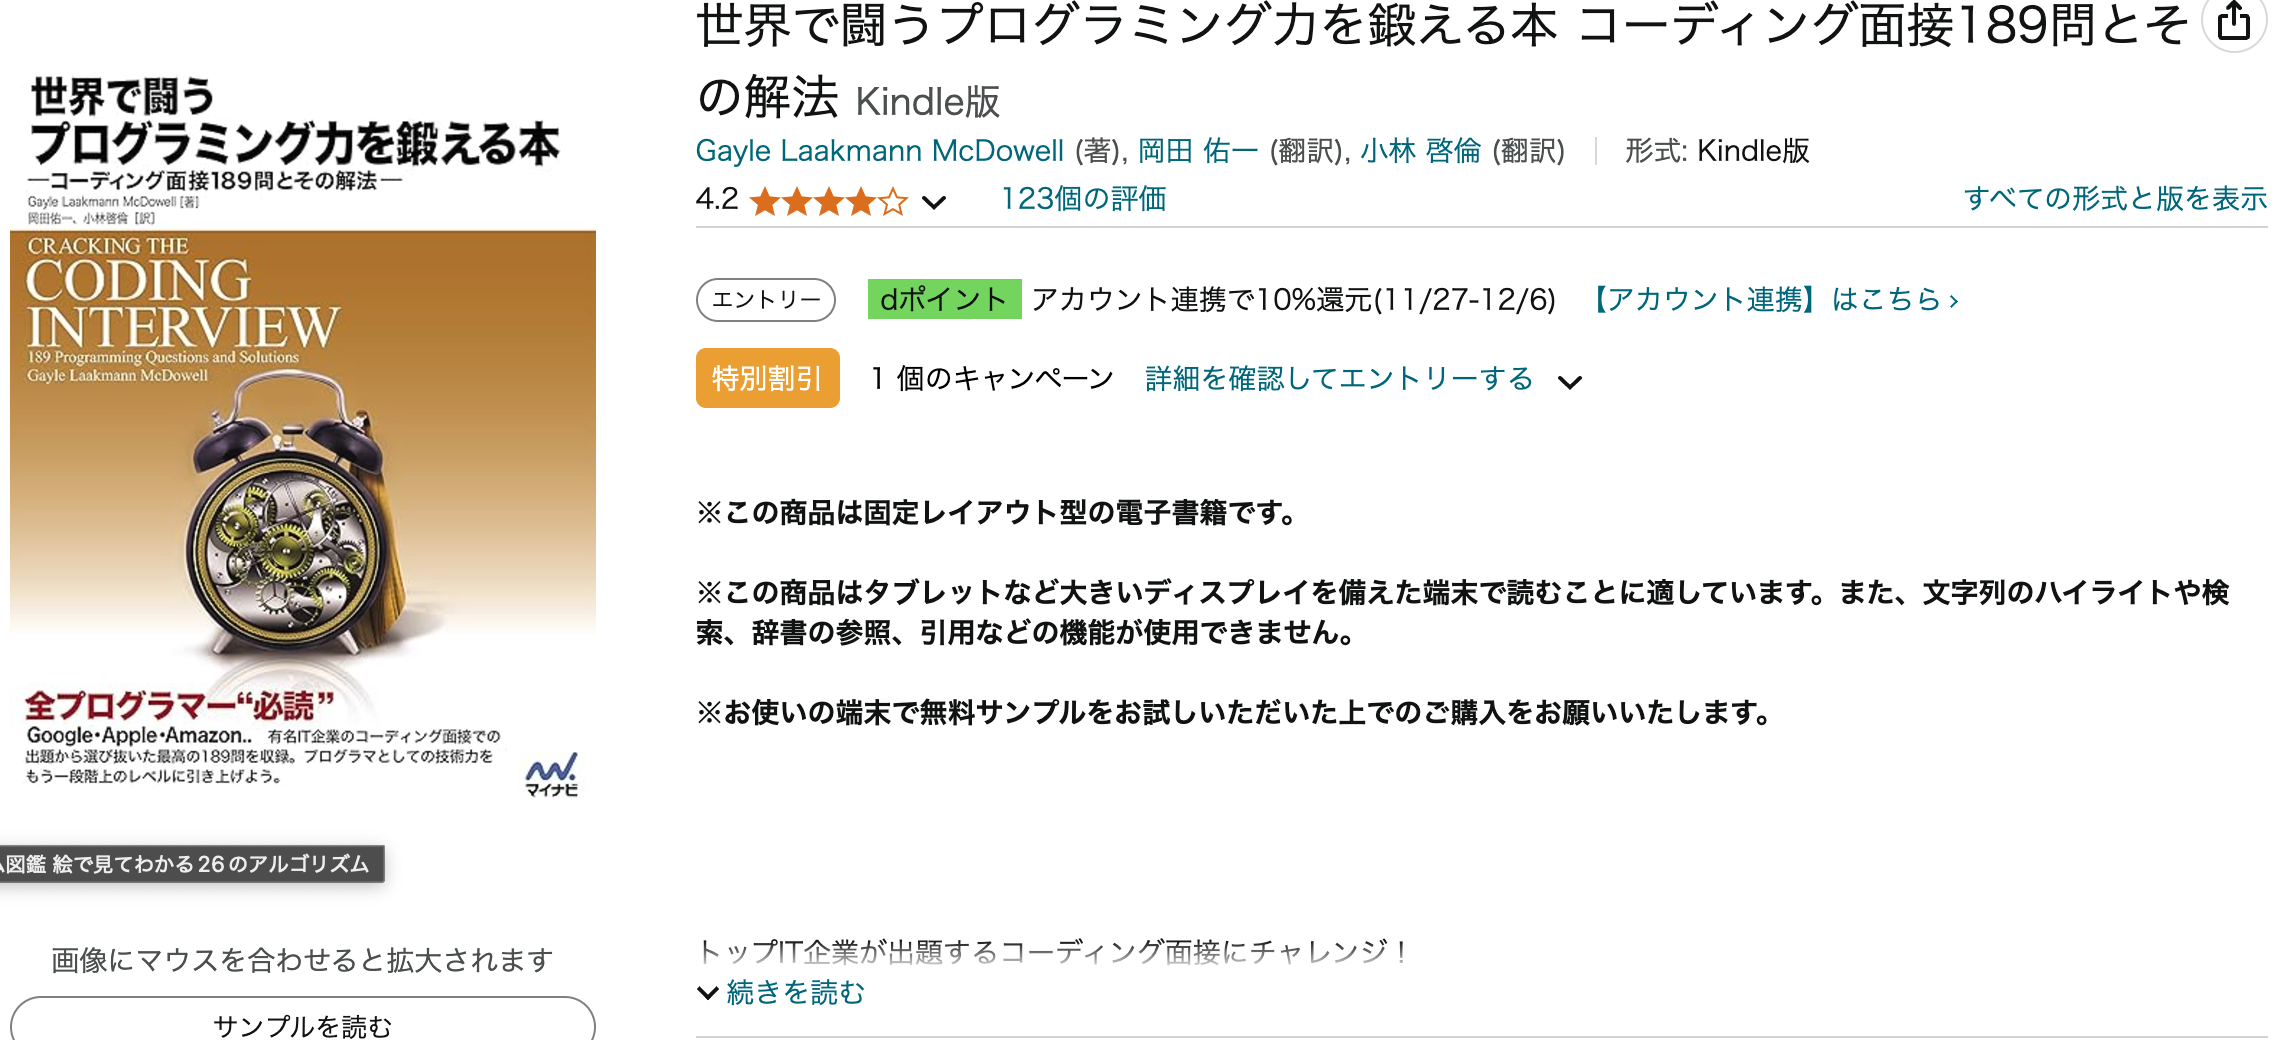 世界で闘うプログラミング力を鍛える本 コーディング面接189問とそ
の解法 Kindle版
Gayle Laakmann McDowell (著), 岡田 佑一 (翻訳), 小林 啓倫 (翻訳) 形式: Kindle版
4.2 123個の評価 すべての形式と版を表示
エントリー dポイント アカウント連携で10%還元(11/27-12/6) 【アカウント連携】はこちら ›
特別割引 1 個のキャンペーン 詳細を確認してエントリーする
※この商品は固定レイアウト型の電子書籍です。
※この商品はタブレットなど大きいディスプレイを備えた端末で読むことに適しています。また、文字列のハイライトや検
索、辞書の参照、引用などの機能が使用できません。
※お使いの端末で無料サンプルをお試しいただいた上でのご購入をお願いいたします。
トップIT企業が出題するコーディング面接にチャレンジ！
続きを読む
世界で闘う
プログラミング力を鍛える本
―コーディング面接189問とその解法―
Gayle Laakmann McDowell [著]
岡田佑一、小林啓倫 [訳]
CRACKING THE
CODING
INTERVIEW
189 Programming Questions and Solutions
Gayle Laakmann McDowell
全プログラマー“必読”
Google・Apple・Amazon.. 有名IT企業のコーディング面接での
出題から選び抜いた最高の189問を収録。プログラマとしての技術力を
もう一段階上のレベルに引き上げよう。
マイナビ
図鑑 絵で見てわかる26のアルゴリズム
画像にマウスを合わせると拡大されます
サンプルを読む